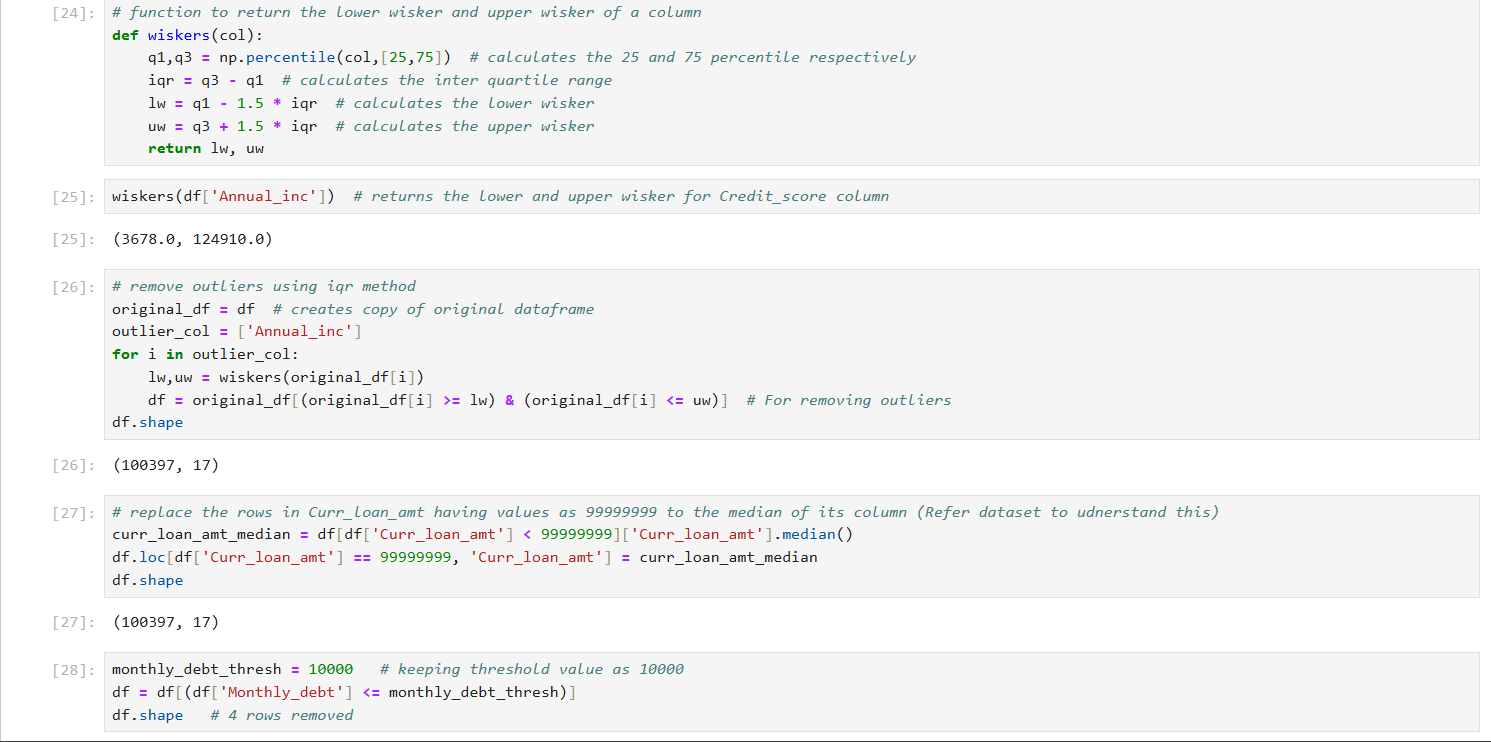 [24]: # function to return the lower wisker and upper wisker of a column
def wiskers(col):
    q1,q3 = np.percentile(col,[25,75])  # calculates the 25 and 75 percentile respectively
    iqr = q3 - q1  # calculates the inter quartile range
    lw = q1 - 1.5 * iqr  # calculates the lower wisker
    uw = q3 + 1.5 * iqr  # calculates the upper wisker
    return lw, uw
[25]: wiskers(df['Annual_inc'])  # returns the lower and upper wisker for Credit_score column
[25]: (3678.0, 124910.0)
[26]: # remove outliers using iqr method
original_df = df  # creates copy of original dataframe
outlier_col = ['Annual_inc']
for i in outlier_col:
    lw,uw = wiskers(original_df[i])
    df = original_df[(original_df[i] >= lw) & (original_df[i] <= uw)]  # For removing outliers
df.shape
[26]: (100397, 17)
[27]: # replace the rows in Curr_loan_amt having values as 99999999 to the median of its column (Refer dataset to udnerstand this)
curr_loan_amt_median = df[df['Curr_loan_amt'] < 99999999]['Curr_loan_amt'].median()
df.loc[df['Curr_loan_amt'] == 99999999, 'Curr_loan_amt'] = curr_loan_amt_median
df.shape
[27]: (100397, 17)
[28]: monthly_debt_thresh = 10000   # keeping threshold value as 10000
df = df[(df['Monthly_debt'] <= monthly_debt_thresh)]
df.shape   # 4 rows removed